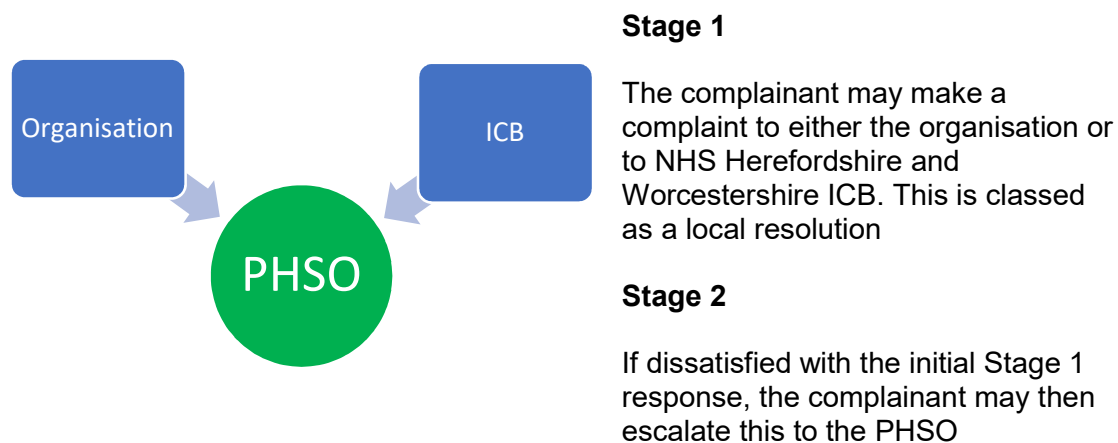 Organisation
ICB
PHSO
Stage 1
The complainant may make a
complaint to either the organisation or
to NHS Herefordshire and
Worcestershire ICB. This is classed
as a local resolution
Stage 2
If dissatisfied with the initial Stage 1
response, the complainant may then
escalate this to the PHSO